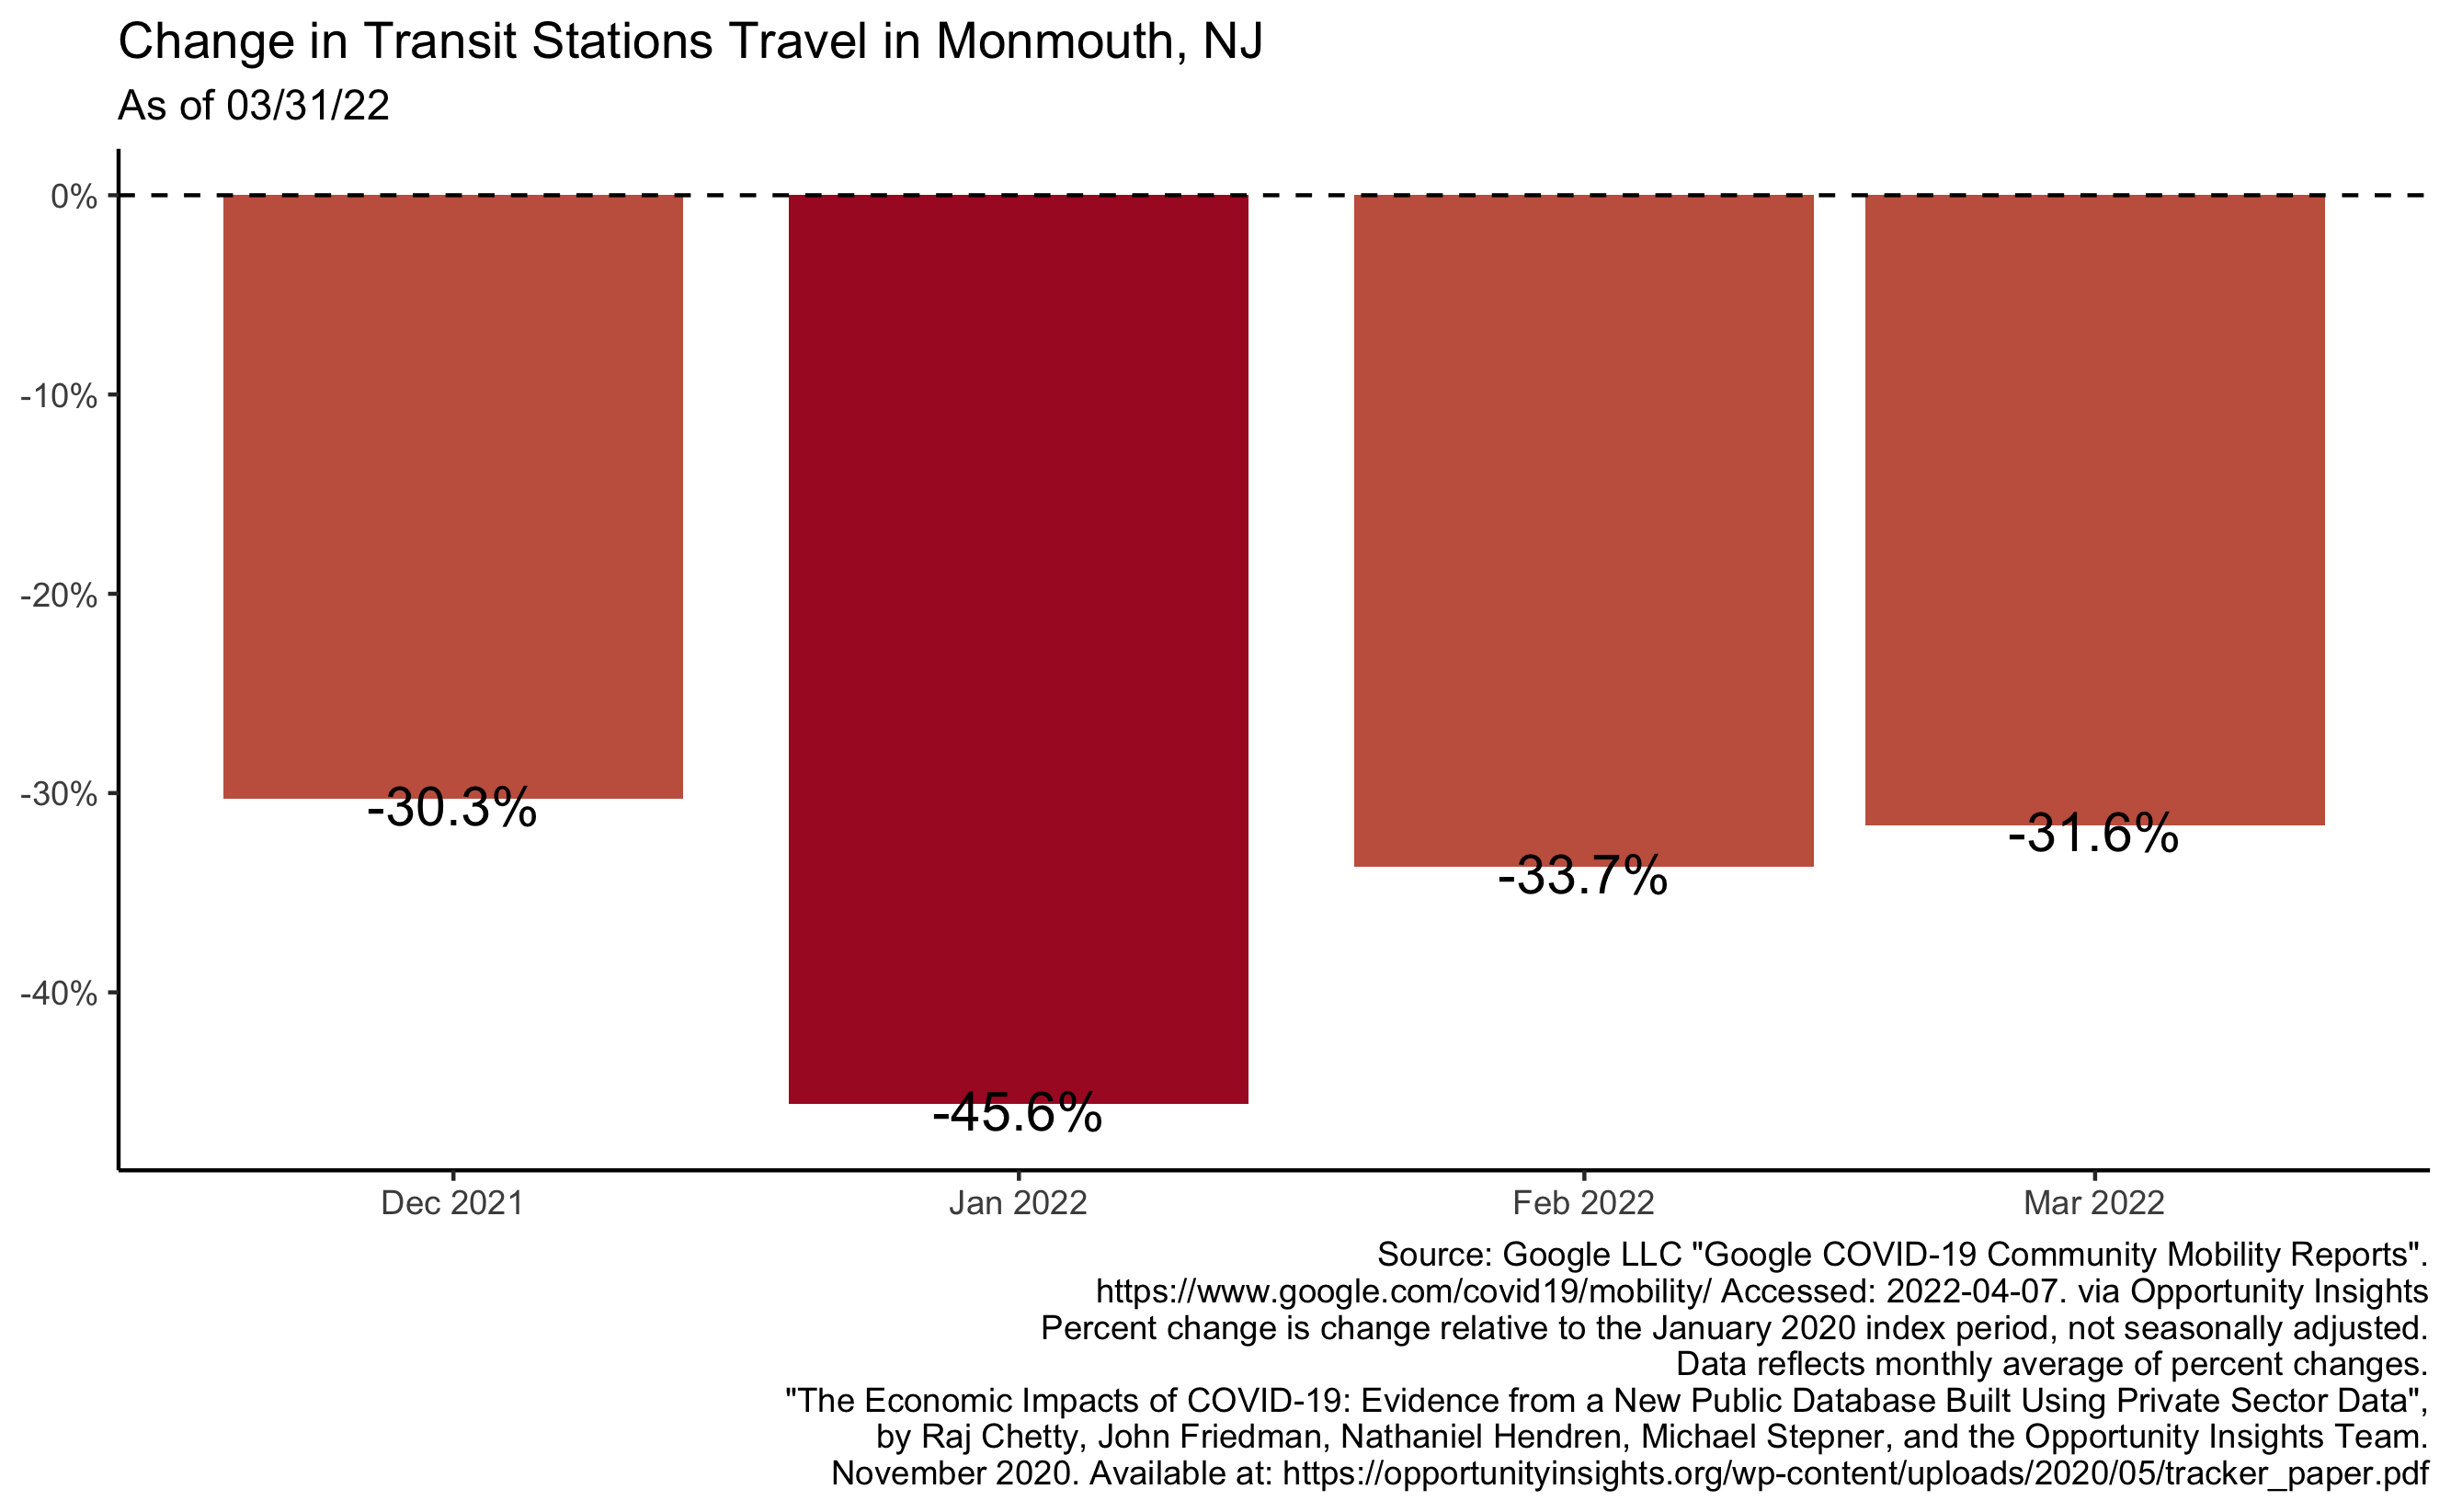 Change in Transit Stations Travel in Monmouth, NJ
As of 03/31/22
0%
-10%
-20%
-30%
-40%
-30.3%
-45.6%
-33.7%
-31.6%
Dec 2021
Jan 2022
Feb 2022
Mar 2022
Source: Google LLC "Google COVID-19 Community Mobility Reports".
https://www.google.com/covid19/mobility/ Accessed: 2022-04-07. via Opportunity Insights
Percent change is change relative to the January 2020 index period, not seasonally adjusted.
Data reflects monthly average of percent changes.
"The Economic Impacts of COVID-19: Evidence from a New Public Database Built Using Private Sector Data",
by Raj Chetty, John Friedman, Nathaniel Hendren, Michael Stepner, and the Opportunity Insights Team.
November 2020. Available at: https://opportunityinsights.org/wp-content/uploads/2020/05/tracker_paper.pdf